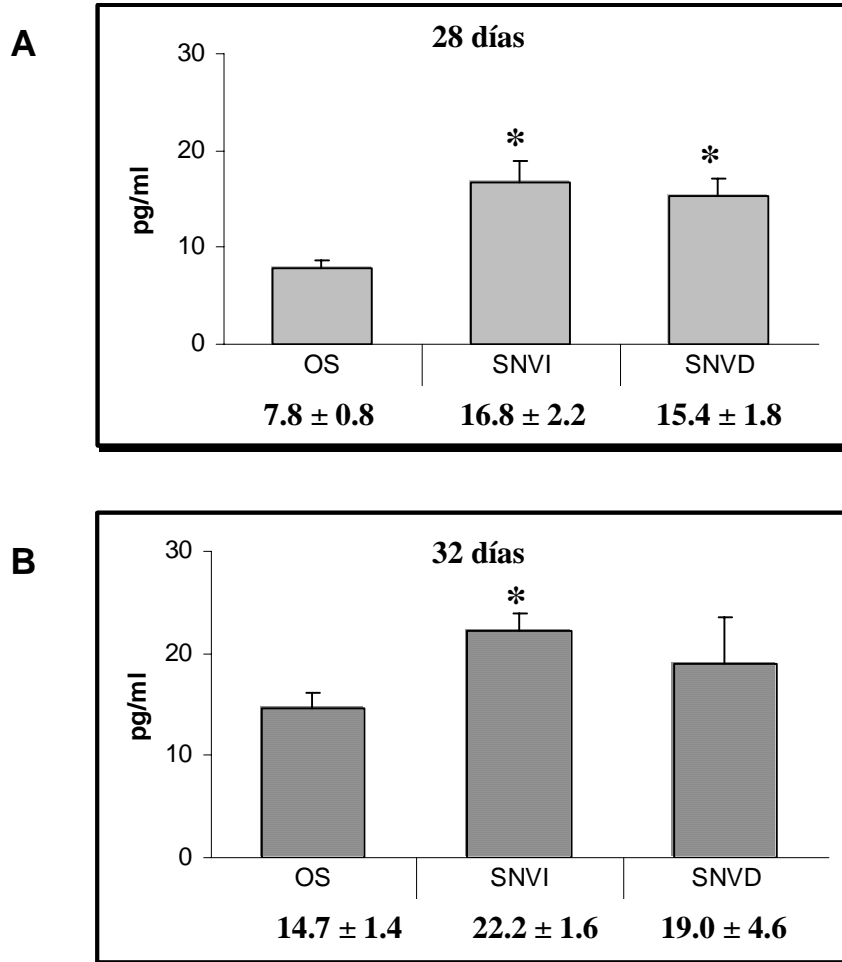 A
28 días
30
20
10
0
pg/ml
*
*
OS SNVI SNVD
7.8 ± 0.8 16.8 ± 2.2 15.4 ± 1.8
B
32 días
30
20
10
0
pg/ml
*
OS SNVI SNVD
14.7 ± 1.4 22.2 ± 1.6 19.0 ± 4.6